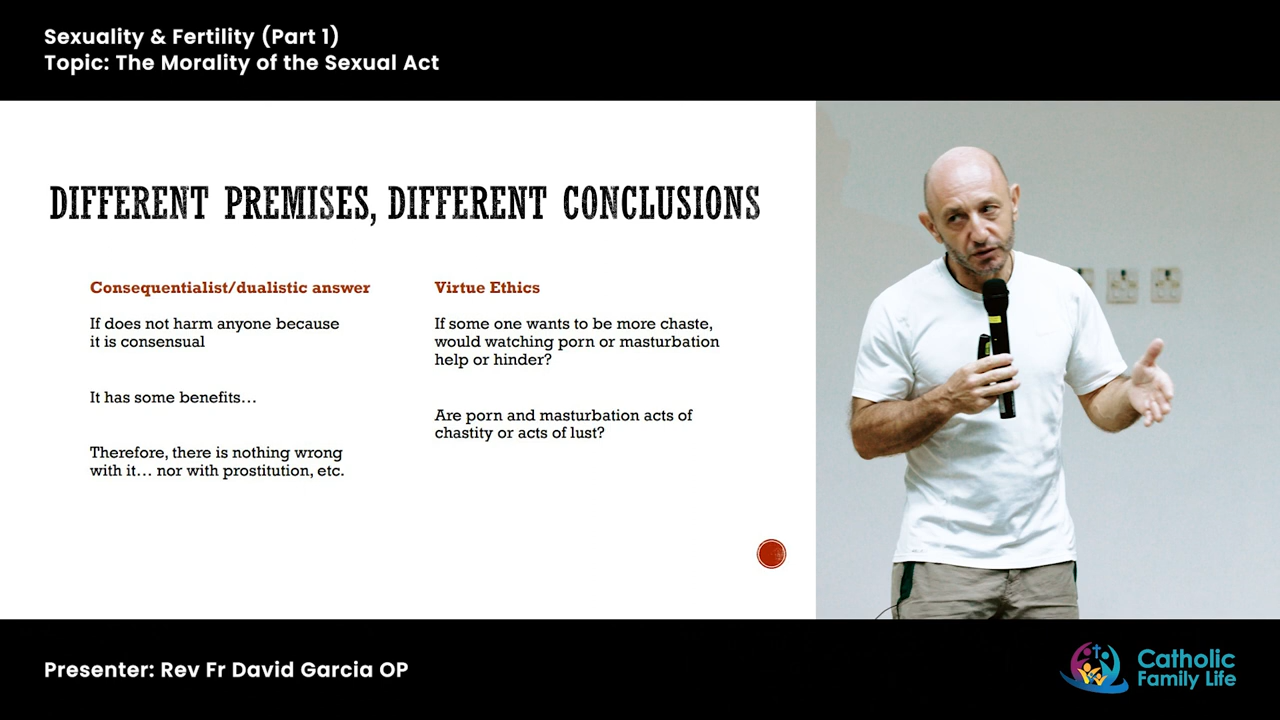 Sexuality & Fertility (Part 1)
Topic: The Morality of the Sexual Act
DIFFERENT PREMISES, DIFFERENT CONCLUSIONS
Consequentialist/dualistic answer
If does not harm anyone because
it is consensual
It has some benefits…
Therefore, there is nothing wrong
with it… nor with prostitution, etc.
Virtue Ethics
If some one wants to be more chaste,
would watching porn or masturbation
help or hinder?
Are porn and masturbation acts of
chastity or acts of lust?
Presenter: Rev Fr David Garcia OP
Catholic
Family Life